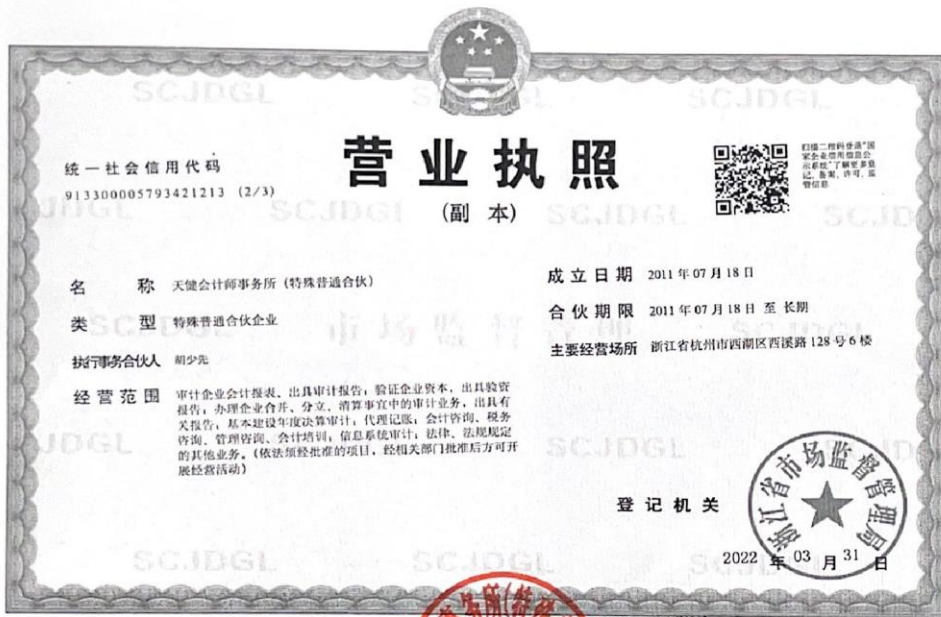 营业执照
(副 本)
统一社会信用代码
913300005793421213 (2/3)
扫描二维码登录“国
家企业信用信息公
示系统”了解更多登
记、备案、许可、监
管信息
名 称 天健会计师事务所（特殊普通合伙）
类 型 特殊普通合伙企业
执行事务合伙人 胡少先
经营范围 审计企业会计报表、出具审计报告；验证企业资本，出具验资
报告；办理企业合并、分立、清算事宜中的审计业务，出具有
关报告；基本建设年度决算审计；代理记账；会计咨询、税务
咨询、管理咨询、会计培训；信息系统审计；法律、法规规定
的其他业务。（依法须经批准的项目，经相关部门批准后方可开
展经营活动）
成立日期 2011年07月18日
合伙期限 2011年07月18日 至 长期
主要经营场所 浙江省杭州市西湖区西溪路128号6楼
登记机关
浙江省市场监督管理局
2022 年 03 月 31 日
SCJDGL
市场监督管理
务所(特殊